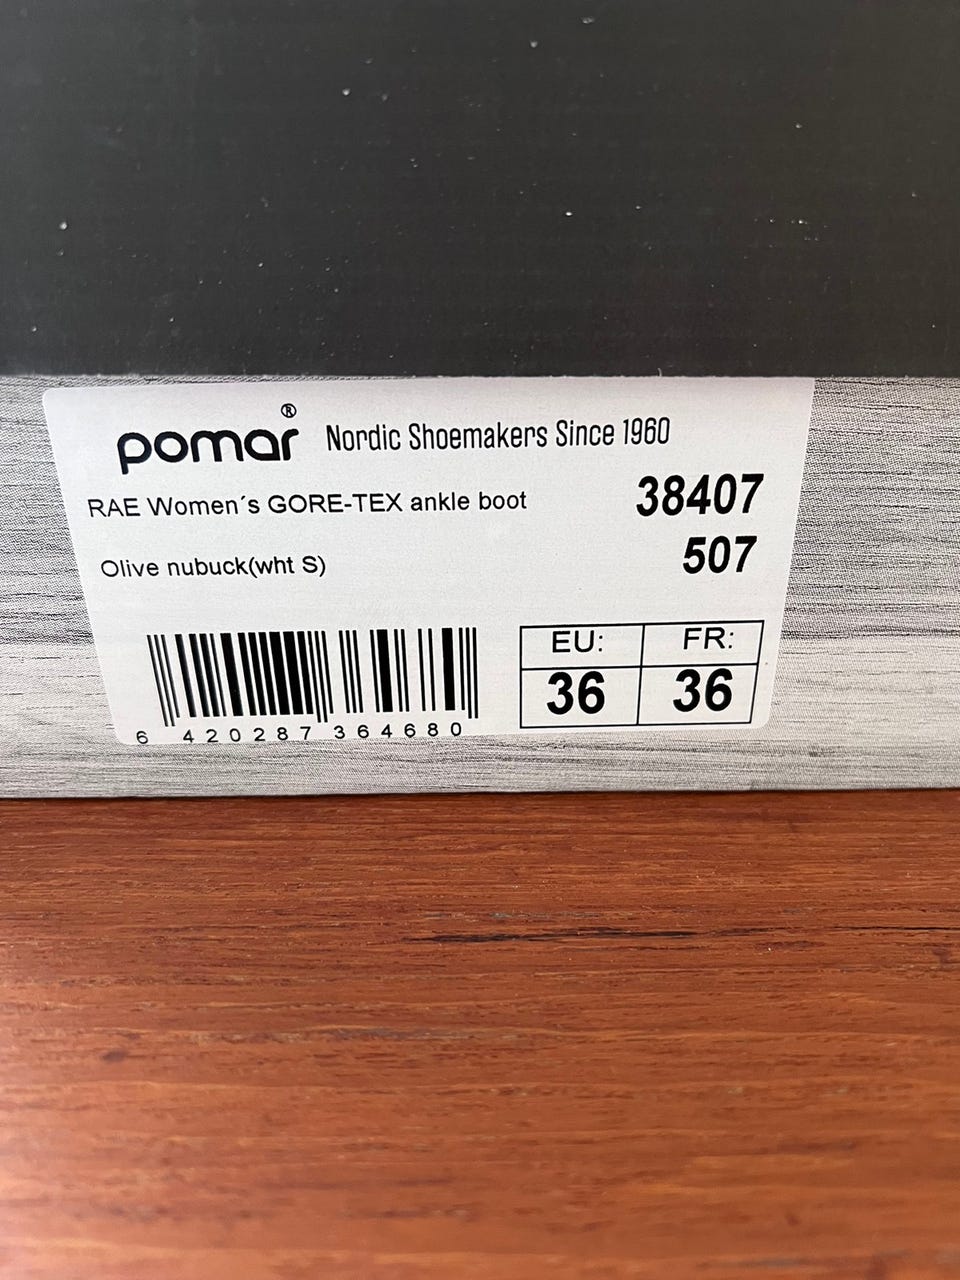 pomar® Nordic Shoemakers Since 1960
RAE Women´s GORE-TEX ankle boot 38407
Olive nubuck(wht S) 507
EU: FR:
36 36
6 420287 364680